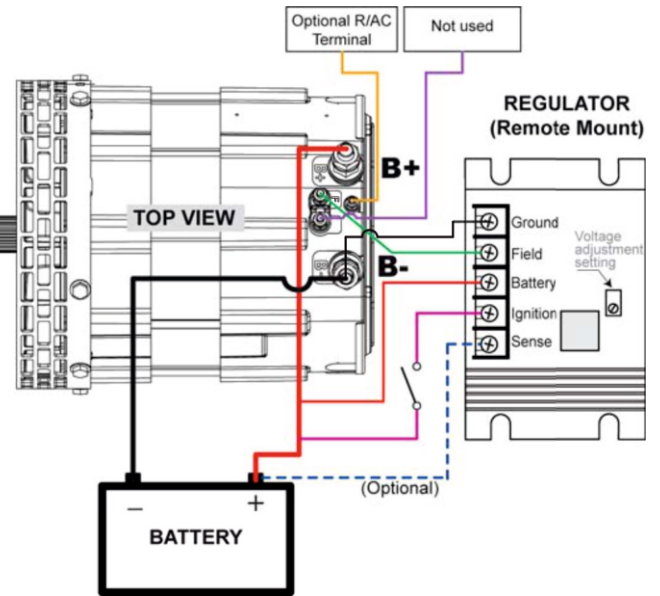 Optional R/AC
Terminal
Not used
REGULATOR
(Remote Mount)
B+
TOP VIEW
B-
Ground
Field
Battery
Ignition
Sense
Voltage
adjustment
setting
(Optional)
– +
BATTERY